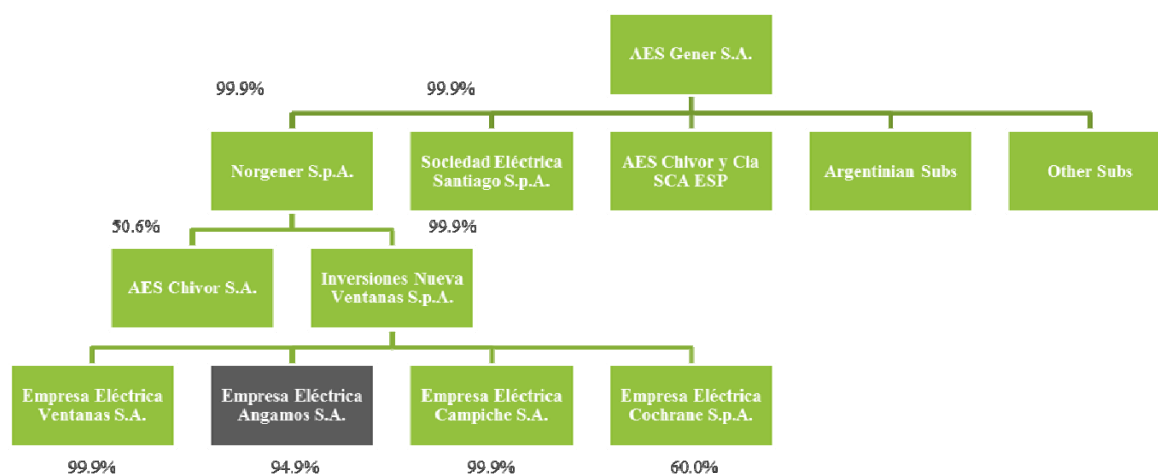 AES Gener S.A.
99.9%
99.9%
Norgener S.p.A.
Sociedad Eléctrica
Santiago S.p.A.
AES Chivor y Cia
SCA ESP
Argentinian Subs
Other Subs
50.6%
99.9%
AES Chivor S.A.
Inversiones Nueva
Ventanas S.p.A.
Empresa Eléctrica
Ventanas S.A.
Empresa Eléctrica
Angamos S.A.
Empresa Eléctrica
Campiche S.A.
Empresa Eléctrica
Cochrane S.p.A.
99.9%
94.9%
99.9%
60.0%